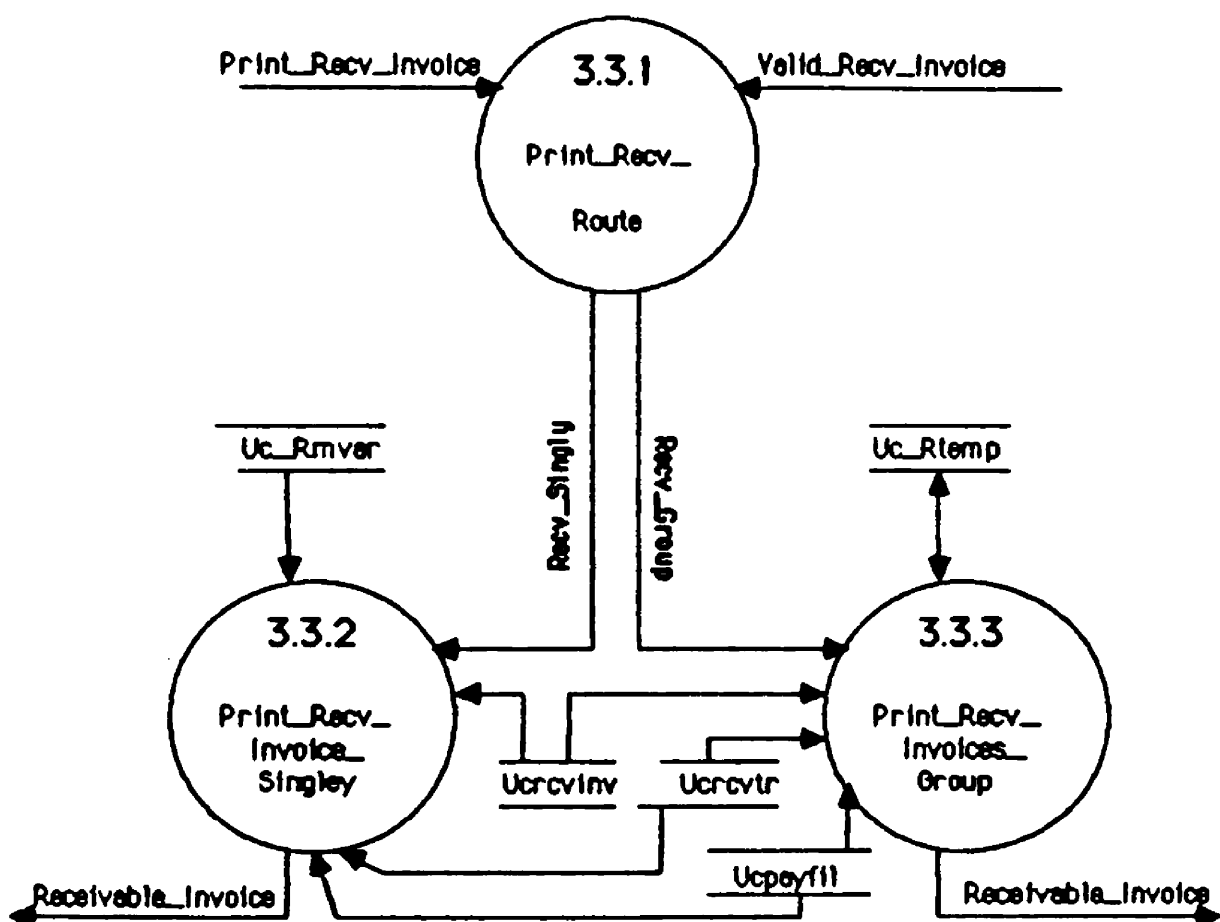 Print_Recv_Invoice
3.3.1
Valid_Recv_Invoice
Print_Recv_
Route
Recv_Singly
Recv_Group
Uc_Rmvar
Uc_Rtemp
3.3.2
Print_Recv_
Invoice_
Singley
3.3.3
Print_Recv_
Invoices_
Group
Ucrcvinv
Ucrcvtr
Ucpayfil
Receivable_Invoice
Receivable_Invoice